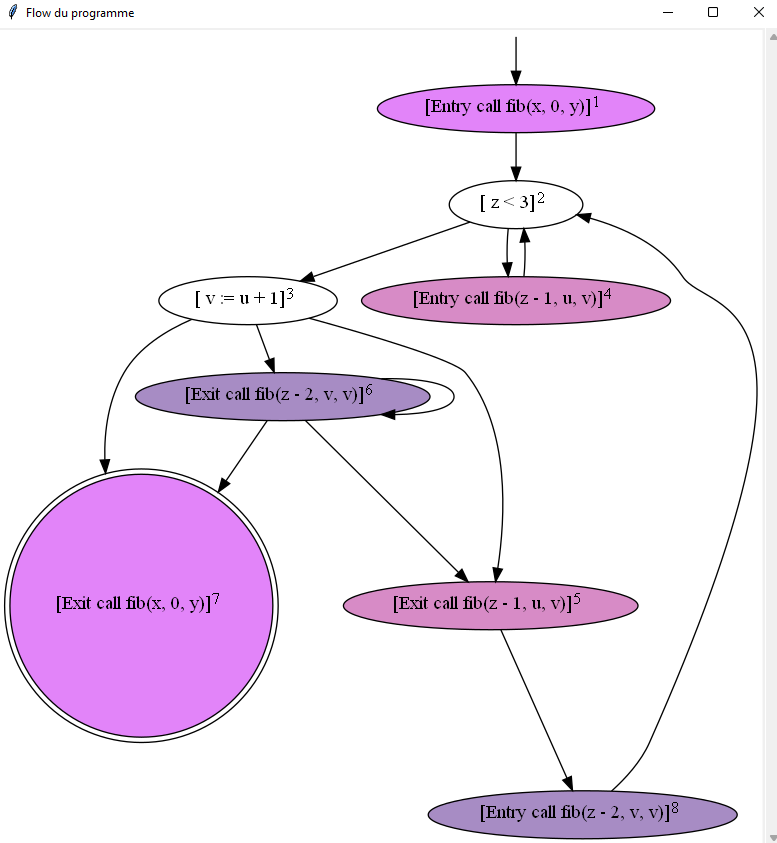 Flow du programme
[Entry call fib(x, 0, y)]1
[ z < 3]2
[ v := u + 1]3
[Entry call fib(z - 1, u, v)]4
[Exit call fib(z - 2, v, v)]6
[Exit call fib(x, 0, y)]7
[Exit call fib(z - 1, u, v)]5
[Entry call fib(z - 2, v, v)]8